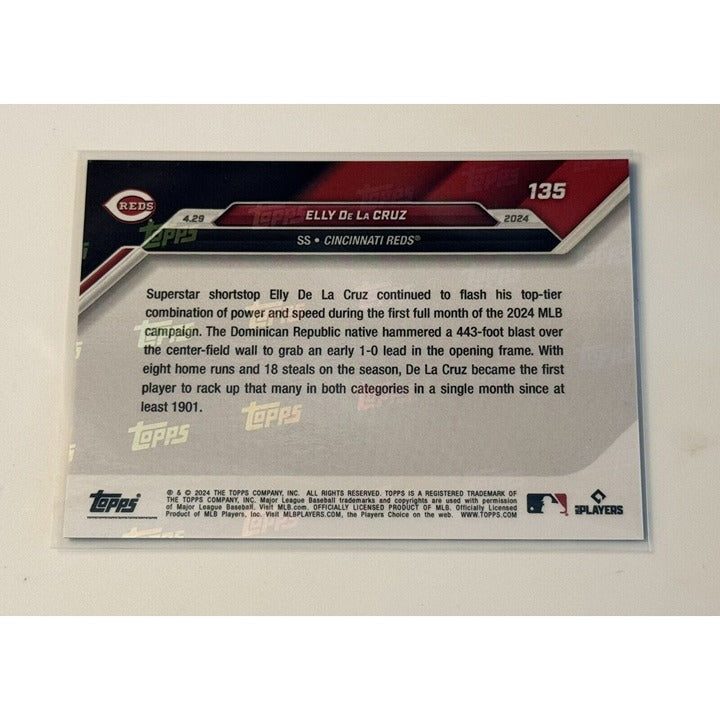 REDS
135
4.29
ELLY DE LA CRUZ
2024
SS • CINCINNATI REDS®
Superstar shortstop Elly De La Cruz continued to flash his top-tier
combination of power and speed during the first full month of the 2024 MLB
campaign. The Dominican Republic native hammered a 443-foot blast over
the center-field wall to grab an early 1-0 lead in the opening frame. With
eight home runs and 18 steals on the season, De La Cruz became the first
player to rack up that many in both categories in a single month since at
least 1901.
topps
topps
topps
topps
® & © 2024 THE TOPPS COMPANY, INC. ALL RIGHTS RESERVED. TOPPS IS A REGISTERED TRADEMARK OF
THE TOPPS COMPANY, INC. Major League Baseball trademarks and copyrights are used with permission
of Major League Baseball. Visit MLB.com. OFFICIALLY LICENSED PRODUCT OF MLB. Officially Licensed
Product of MLB Players, Inc. Visit MLBPLAYERS.COM, the Players Choice on the web. WWW.TOPPS.COM
PLAYERS